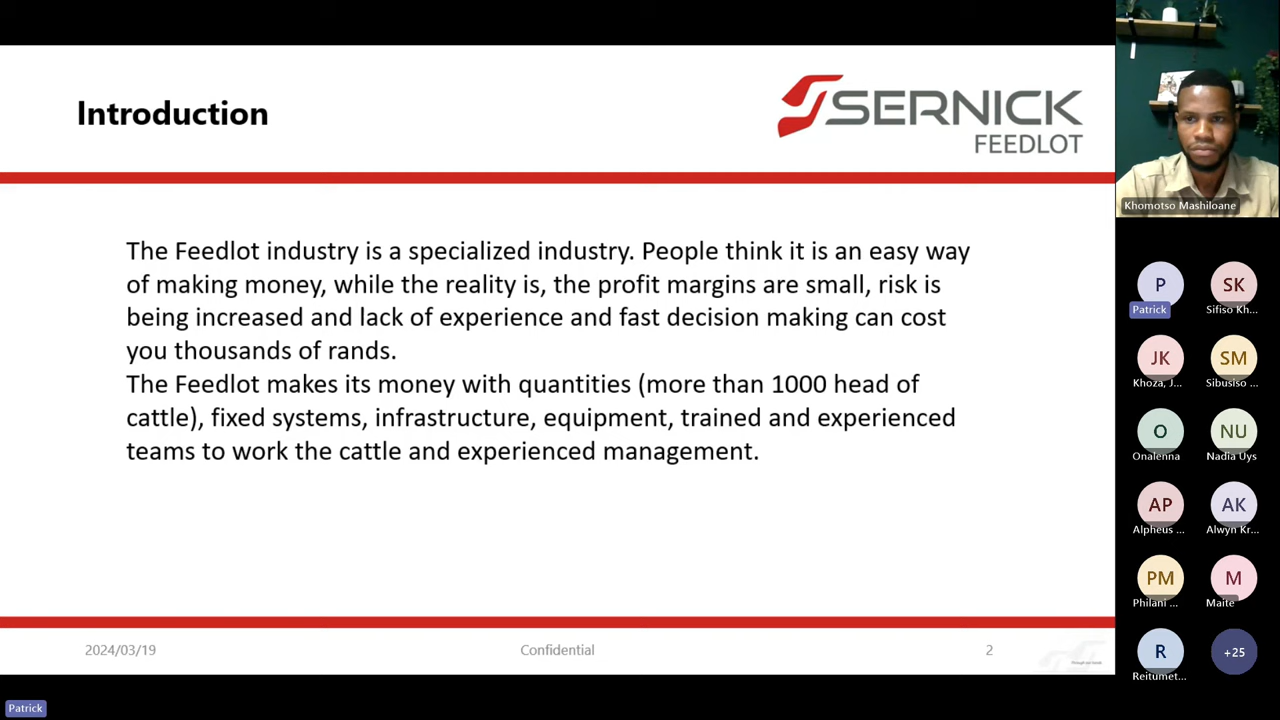 Introduction
SERNICK
FEEDLOT
The Feedlot industry is a specialized industry. People think it is an easy way
of making money, while the reality is, the profit margins are small, risk is
being increased and lack of experience and fast decision making can cost
you thousands of rands.
The Feedlot makes its money with quantities (more than 1000 head of
cattle), fixed systems, infrastructure, equipment, trained and experienced
teams to work the cattle and experienced management.
2024/03/19
Confidential
2
Patrick
Khomotso Mashiloane
P
SK
Patrick
Sifiso Kh...
JK
SM
Khoza, J...
Sibusiso ...
O
NU
Onalenna
Nadia Uys
AP
AK
Alpheus ...
Alwyn Kr...
PM
M
Philani ...
Maite
R
+25
Reitumet...